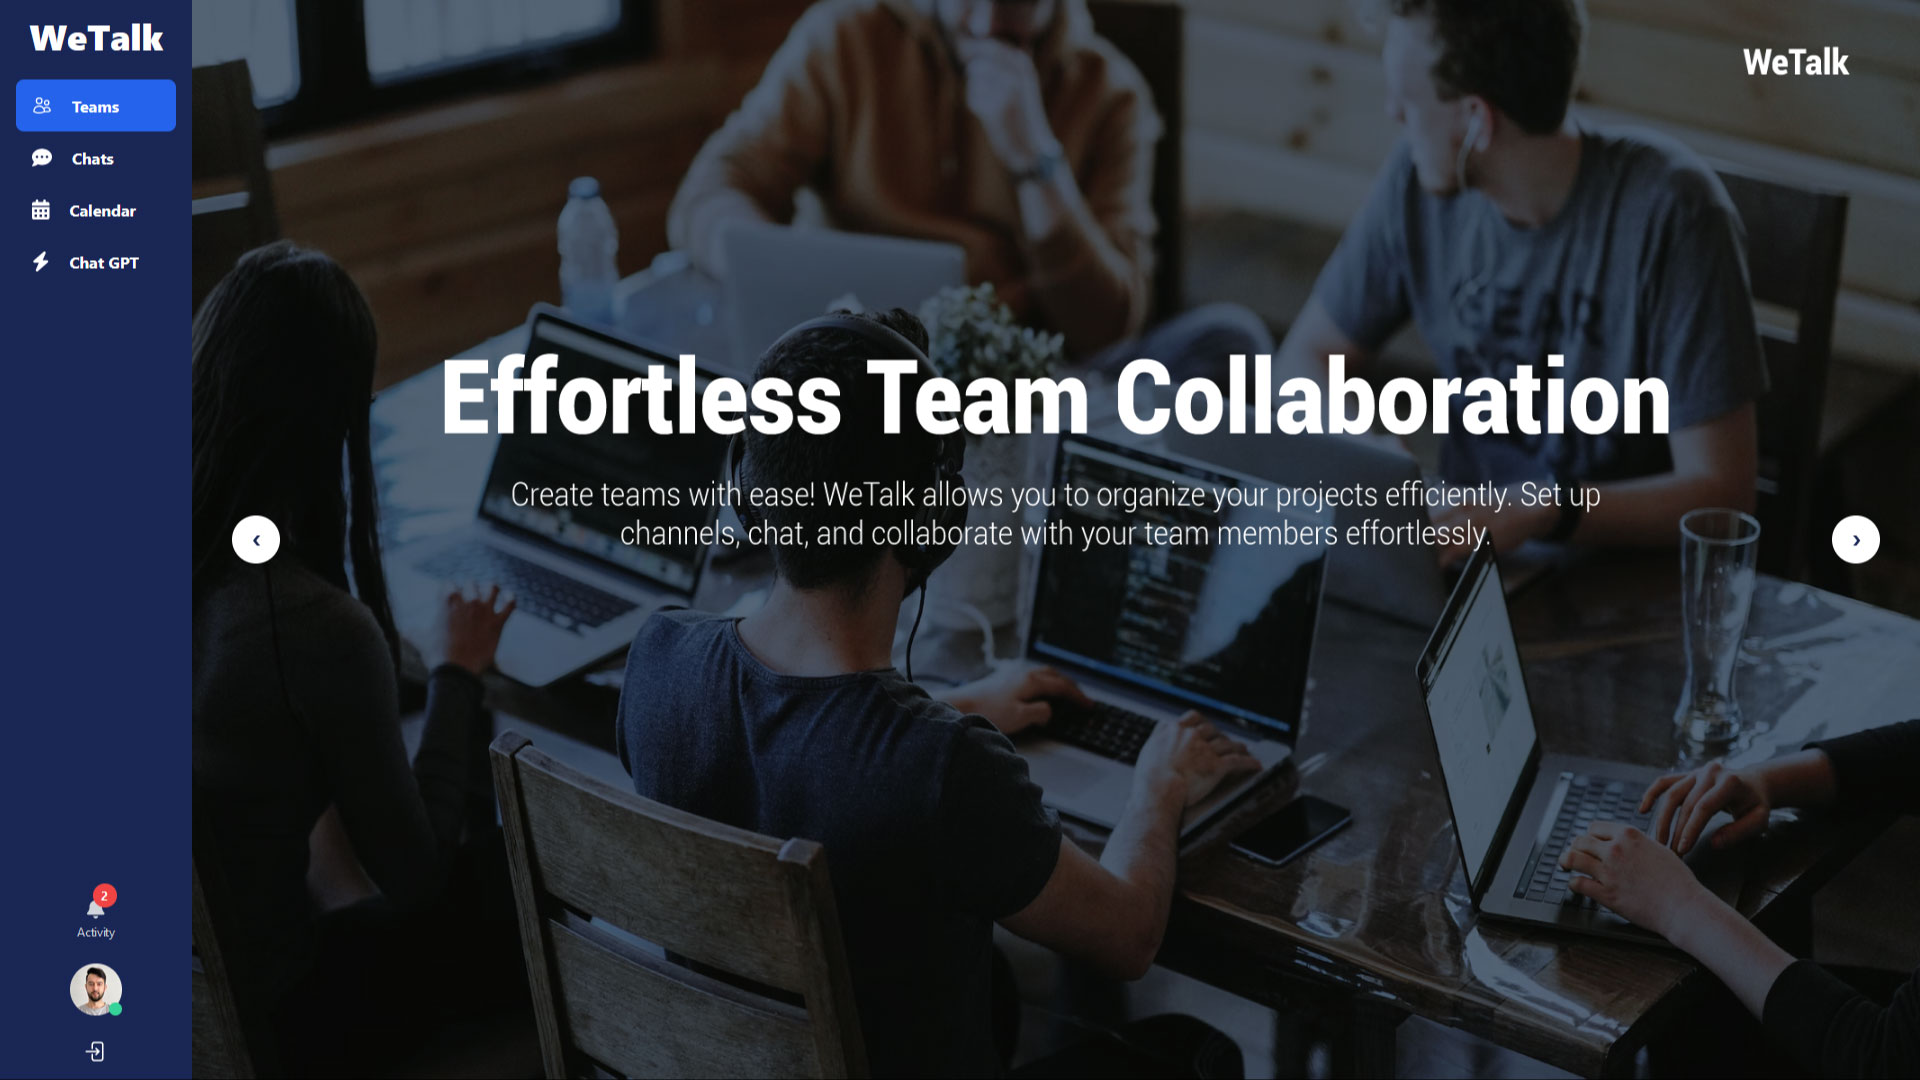 WeTalk
Teams
Chats
Calendar
Chat GPT
2
Activity
WeTalk
Effortless Team Collaboration
Create teams with ease! WeTalk allows you to organize your projects efficiently. Set up
channels, chat, and collaborate with your team members effortlessly.
‹
›